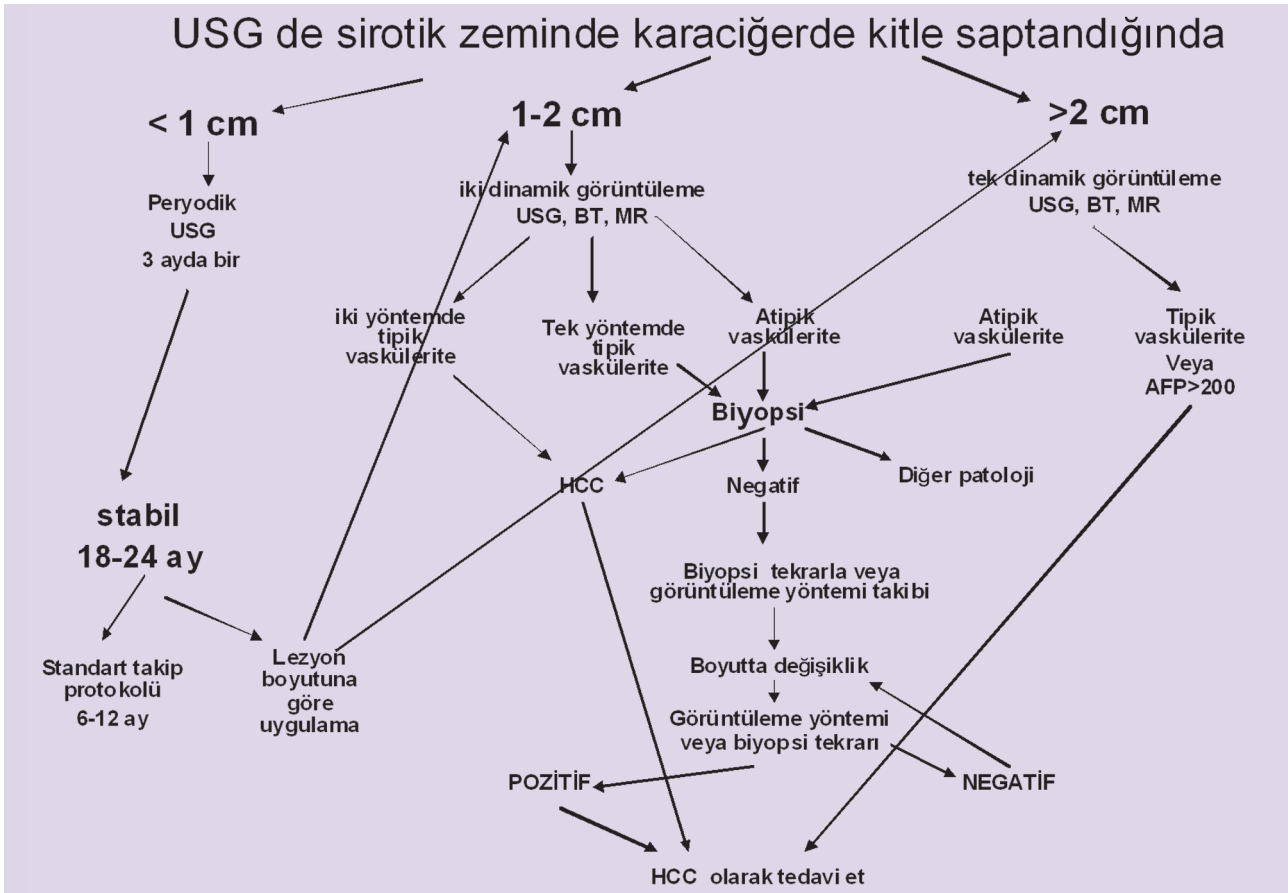 USG de sirotik zeminde karaciğerde kitle saptandığında
< 1 cm
1-2 cm
>2 cm
Peryodik
USG
3 ayda bir
iki dinamik görüntüleme
USG, BT, MR
tek dinamik görüntüleme
USG, BT, MR
iki yöntemde
tipik
vaskülerite
Tek yöntemde
tipik
vaskülerite
Atipik
vaskülerite
Atipik
vaskülerite
Tipik
vaskülerite
Veya
AFP>200
Biyopsi
HCC
Negatif
Diğer patoloji
stabil
18-24 ay
Biyopsi tekrarla veya
görüntüleme yöntemi takibi
Standart takip
protokolü
6-12 ay
Lezyon
boyutuna
göre
uygulama
Boyutta değişiklik
Görüntüleme yöntemi
veya biyopsi tekrarı
POZİTİF
NEGATİF
HCC olarak tedavi et